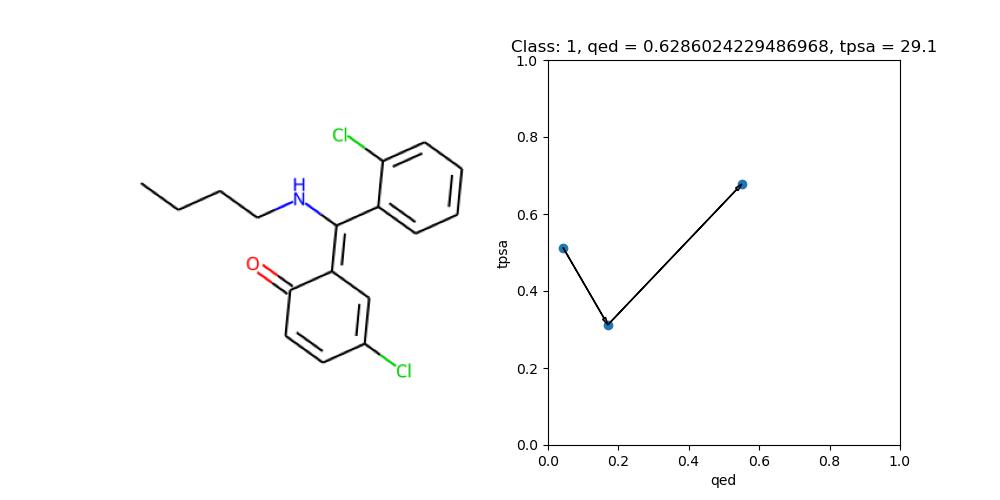 Class: 1, qed = 0.6286024229486968, tpsa = 29.1
Cl
H
N
O
Cl
1.0
0.8
0.6
0.4
0.2
0.0
tpsa
0.0 0.2 0.4 0.6 0.8 1.0
qed